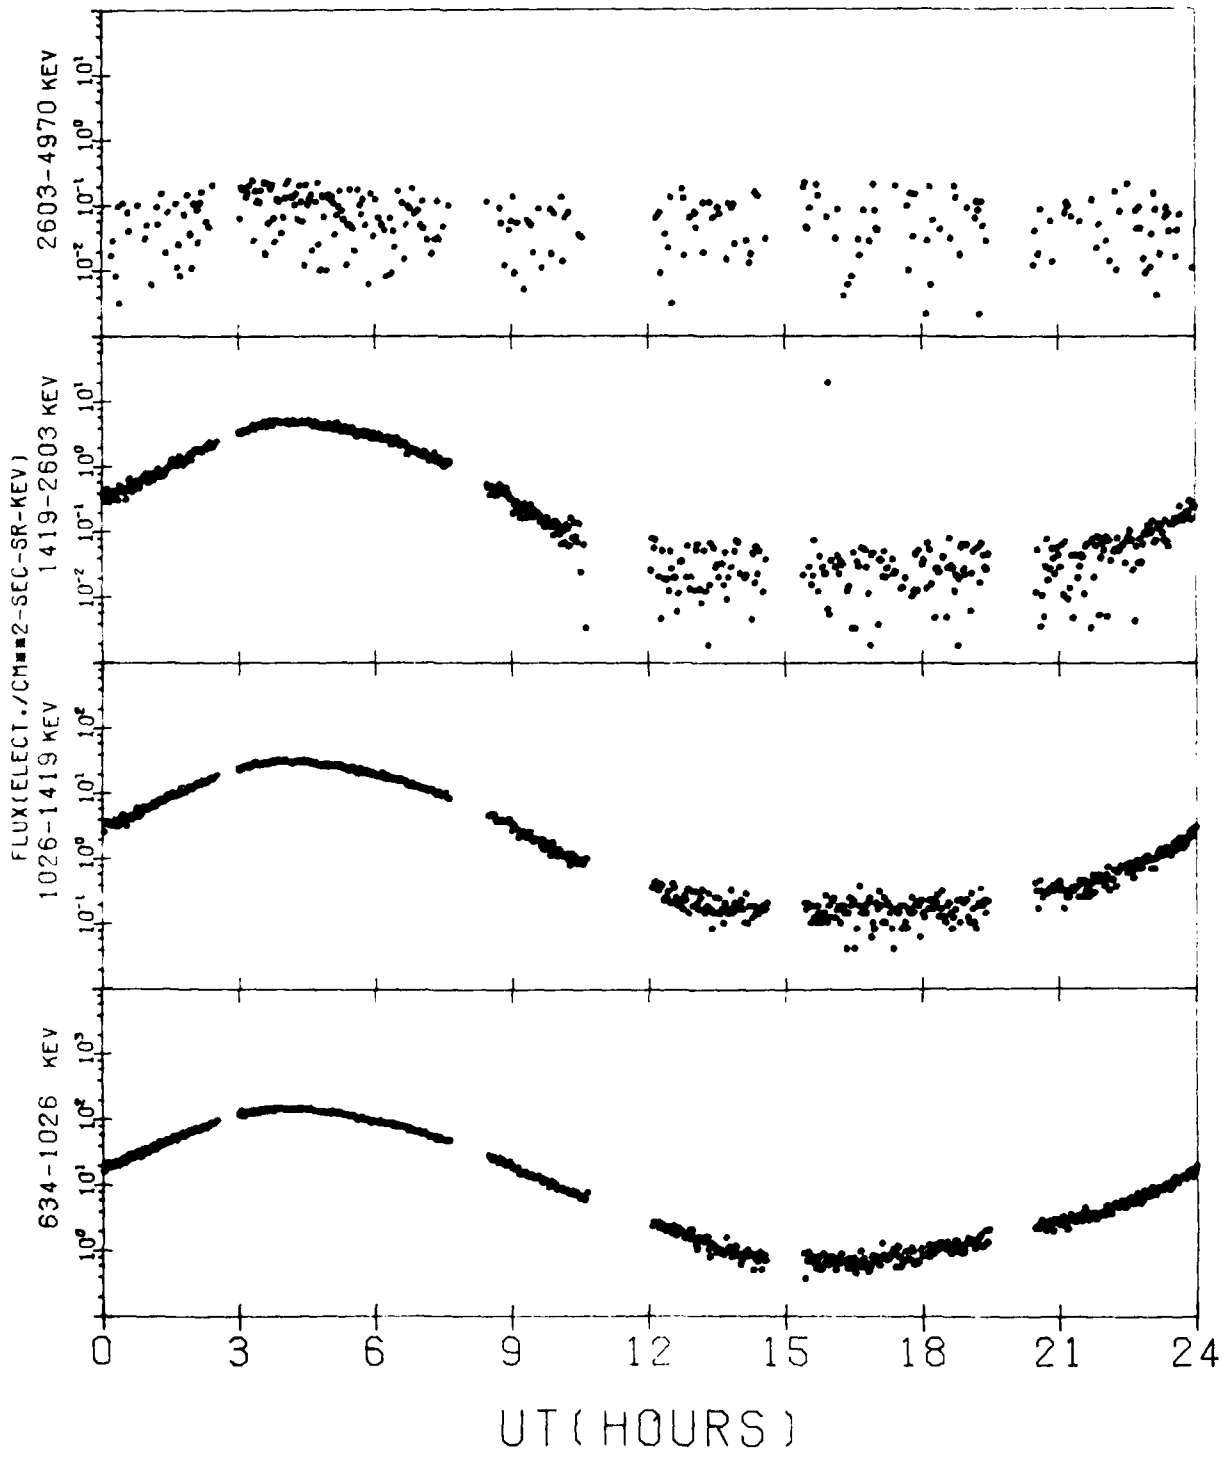 FLUX(ELECT./CM**2-SEC-SR-KEV)
2603-4970 KEV
10¹
10⁰
10⁻¹
10⁻²
1419-2603 KEV
10¹
10⁰
10⁻¹
10⁻²
1026-1419 KEV
10²
10¹
10⁰
10⁻¹
634-1026 KEV
10³
10²
10¹
10⁰
0 3 6 9 12 15 18 21 24
UT(HOURS)